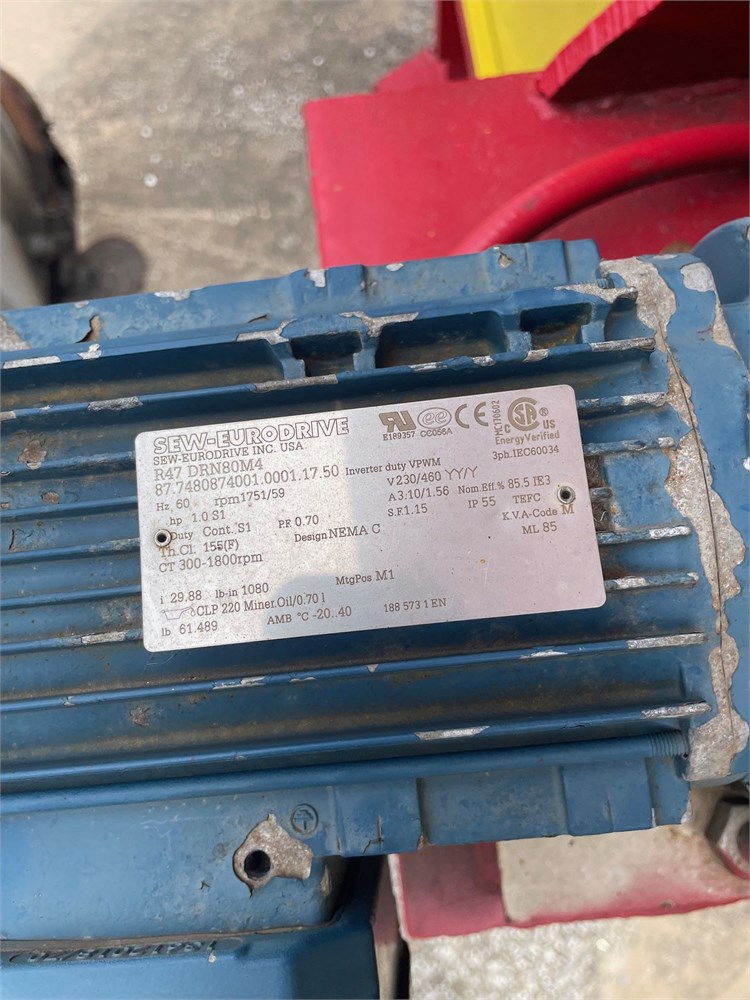 SEW-EURODRIVE
SEW-EURODRIVE INC. USA
R47 DRN80M4
87.7480874001.0001.17.50 Inverter duty VPWM
E189357 CC056A
MC170602
EnergyVerified
3ph.IEC60034
Hz 60 rpm1751/59 V 230/460 YY/Y
hp 1.0 S1 A3.10/1.56 Nom.Eff.% 85.5 IE3
Duty Cont./S1 P.F 0.70 S.F.1.15 IP 55 TEFC
Th.Cl. 155(F) Design NEMA C K.V.A-Code M
CT 300-1800rpm ML 85
i 29.88 lb-in 1080 MtgPos M1
CLP 220 Miner.Oil/0.70 l
lb 61.489 AMB °C -20..40 188 573 1 EN